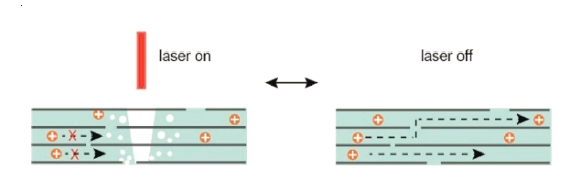 laser on
laser off
+
+
+ X
+
+ X
+
+
+
+
+